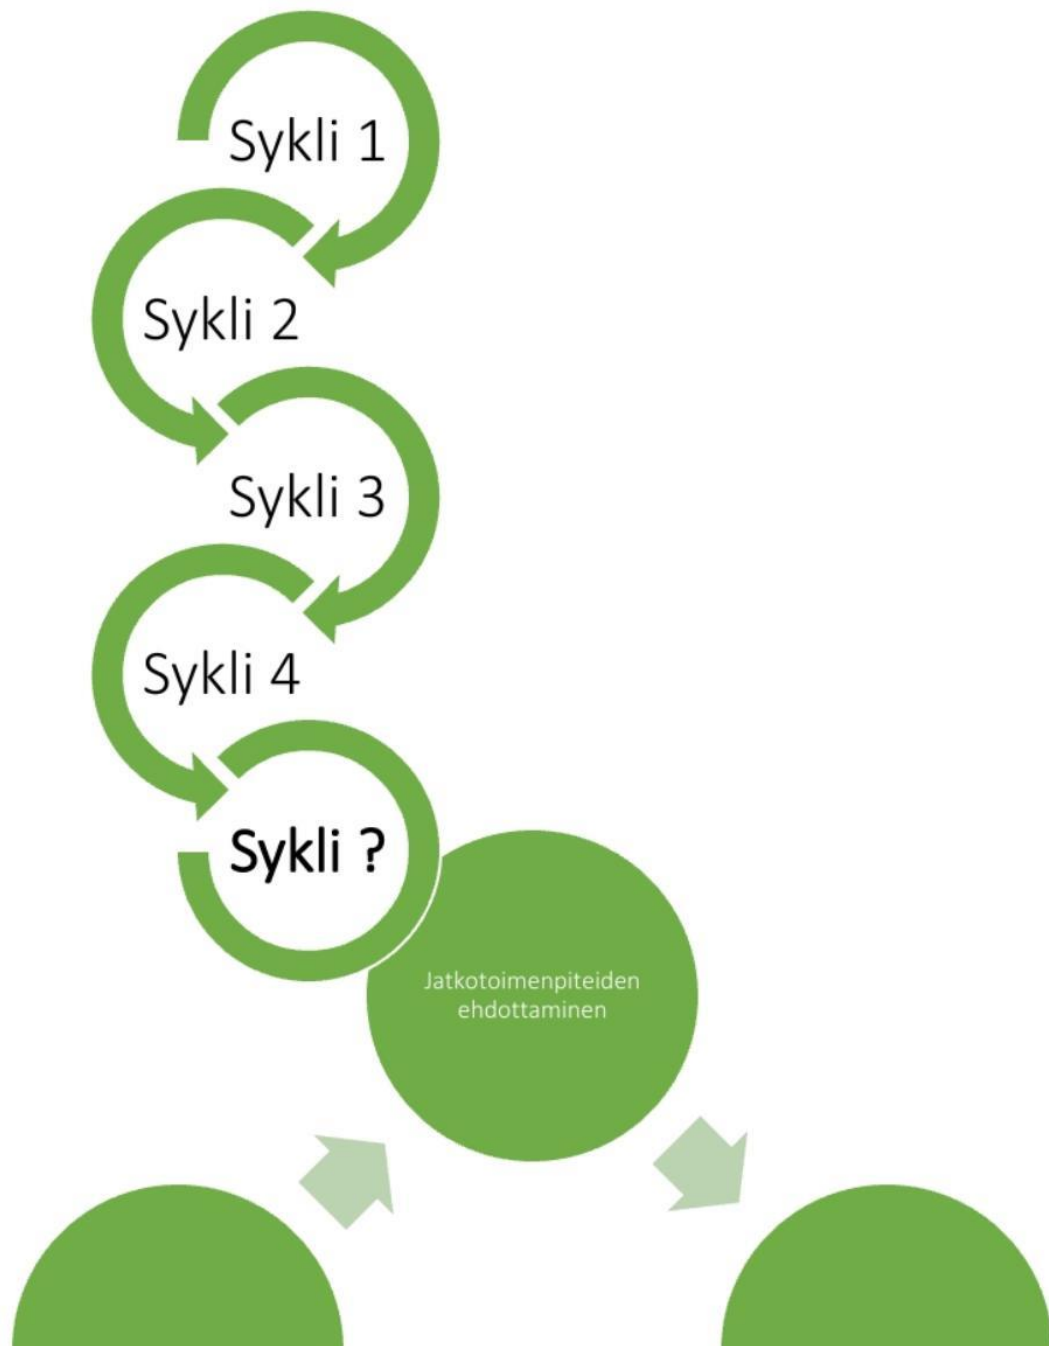 Sykli 1
Sykli 2
Sykli 3
Sykli 4
Sykli ?
Jatkotoimenpiteiden
ehdottaminen